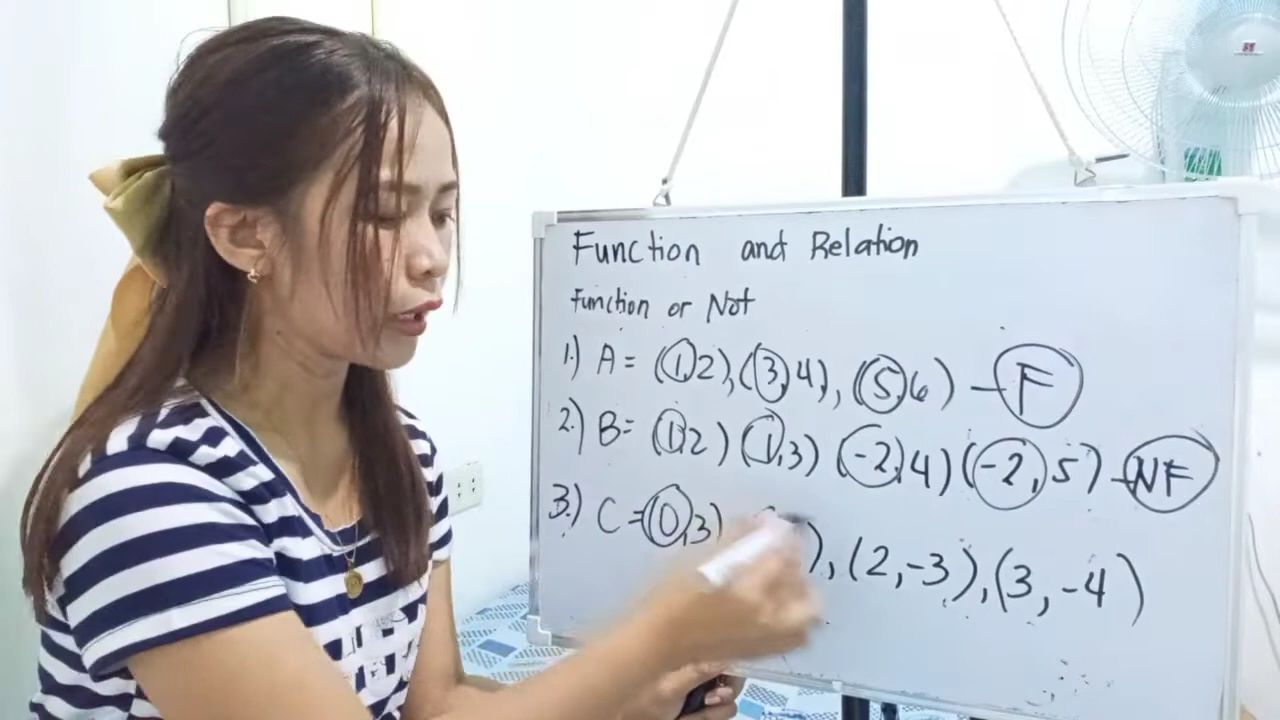 Function and Relation
Function or Not
1.) A = (1,2),(3,4), (5,6) - F
2.) B= (1,2) (1,3) (-2,4) (-2,5) - NF
3.) C = (0,3) ),(2,-3),(3,-4)